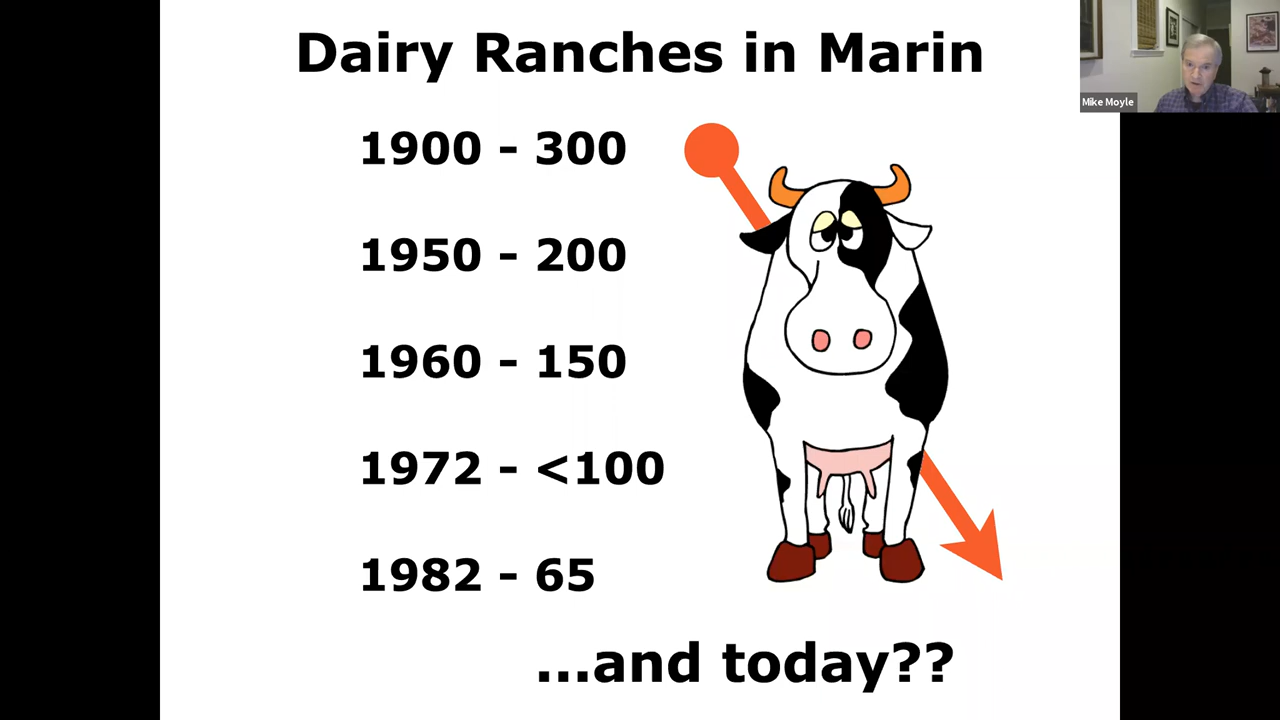 Dairy Ranches in Marin
Mike Moyle
1900 - 300
1950 - 200
1960 - 150
1972 - <100
1982 - 65
...and today??